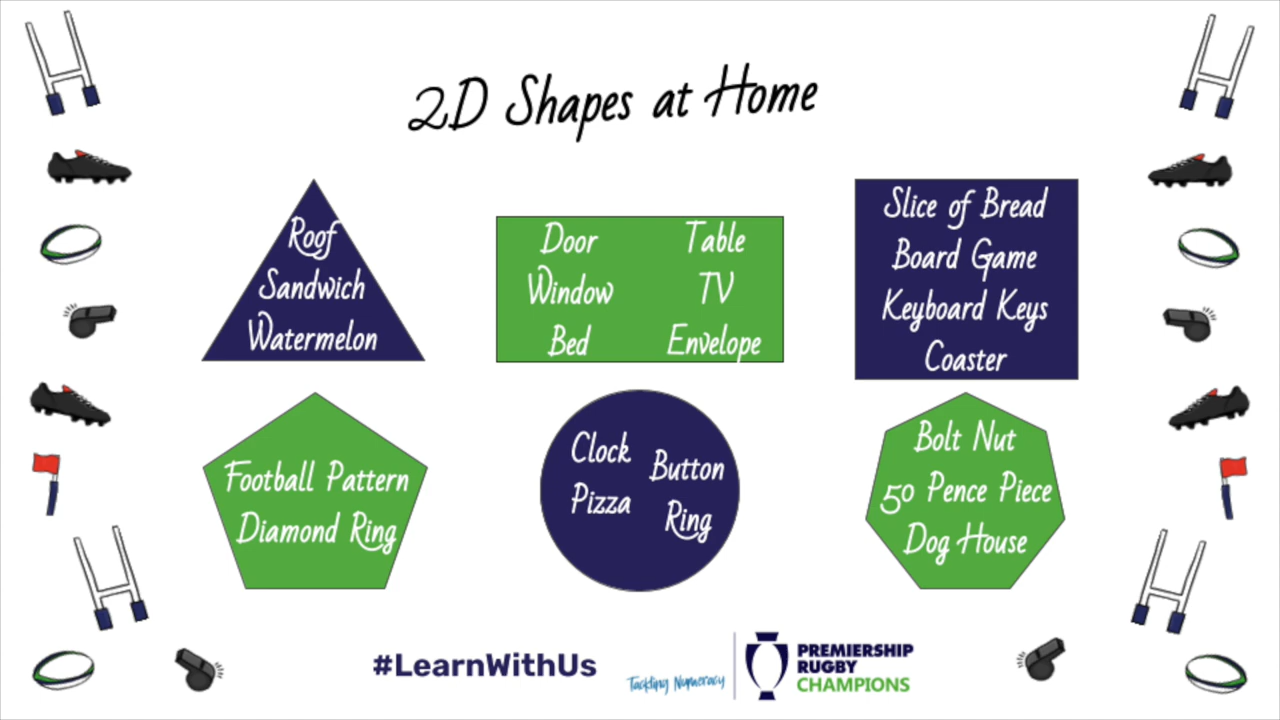 2D Shapes at Home
Roof
Sandwich
Watermelon
Door
Window
Bed
Table
TV
Envelope
Slice of Bread
Board Game
Keyboard Keys
Coaster
Football Pattern
Diamond Ring
Clock
Pizza
Button
Ring
Bolt Nut
50 Pence Piece
Dog House
#LearnWithUs
Tackling Numeracy
PREMIERSHIP
RUGBY
CHAMPIONS